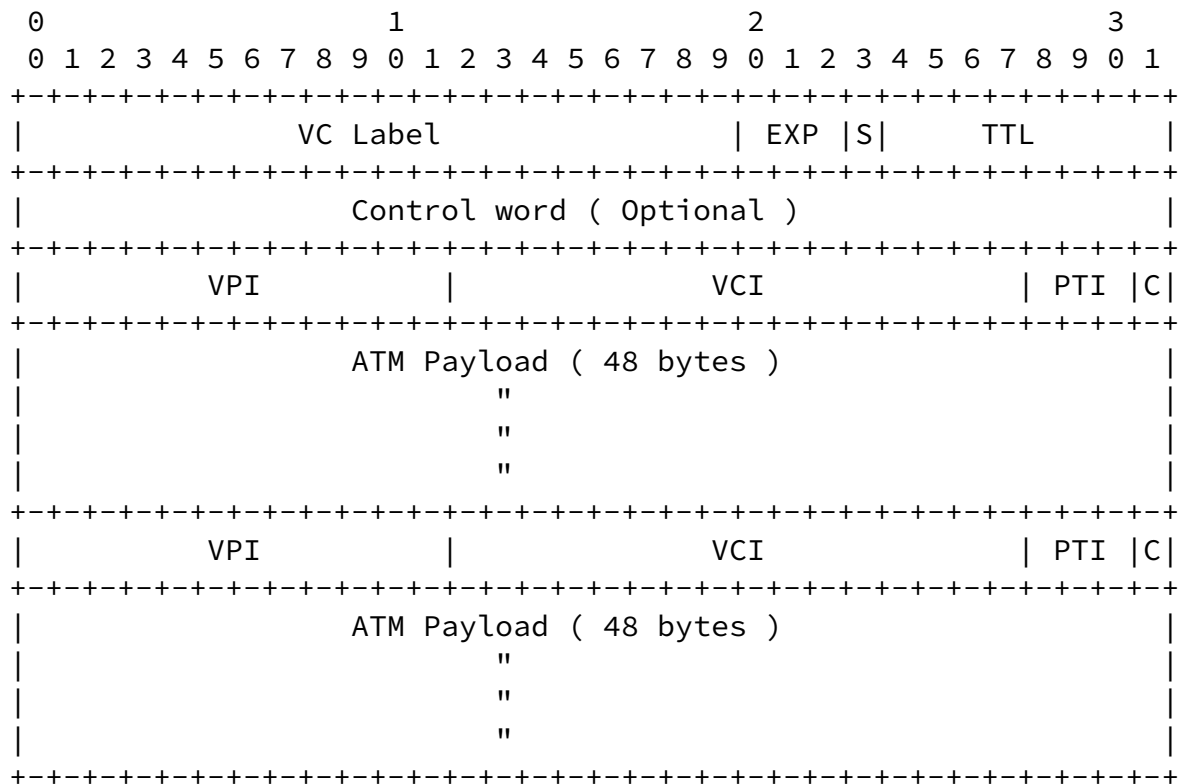 0                   1                   2                   3
 0 1 2 3 4 5 6 7 8 9 0 1 2 3 4 5 6 7 8 9 0 1 2 3 4 5 6 7 8 9 0 1
+-+-+-+-+-+-+-+-+-+-+-+-+-+-+-+-+-+-+-+-+-+-+-+-+-+-+-+-+-+-+-+-+
|               VC Label                | EXP |S|     TTL       |
+-+-+-+-+-+-+-+-+-+-+-+-+-+-+-+-+-+-+-+-+-+-+-+-+-+-+-+-+-+-+-+-+
|                  Control word ( Optional )                    |
+-+-+-+-+-+-+-+-+-+-+-+-+-+-+-+-+-+-+-+-+-+-+-+-+-+-+-+-+-+-+-+-+
|          VPI          |              VCI              | PTI |C|
+-+-+-+-+-+-+-+-+-+-+-+-+-+-+-+-+-+-+-+-+-+-+-+-+-+-+-+-+-+-+-+-+
|                  ATM Payload ( 48 bytes )                     |
|                          "                                    |
|                          "                                    |
|                          "                                    |
+-+-+-+-+-+-+-+-+-+-+-+-+-+-+-+-+-+-+-+-+-+-+-+-+-+-+-+-+-+-+-+-+
|          VPI          |              VCI              | PTI |C|
+-+-+-+-+-+-+-+-+-+-+-+-+-+-+-+-+-+-+-+-+-+-+-+-+-+-+-+-+-+-+-+-+
|                  ATM Payload ( 48 bytes )                     |
|                          "                                    |
|                          "                                    |
|                          "                                    |
+-+-+-+-+-+-+-+-+-+-+-+-+-+-+-+-+-+-+-+-+-+-+-+-+-+-+-+-+-+-+-+-+